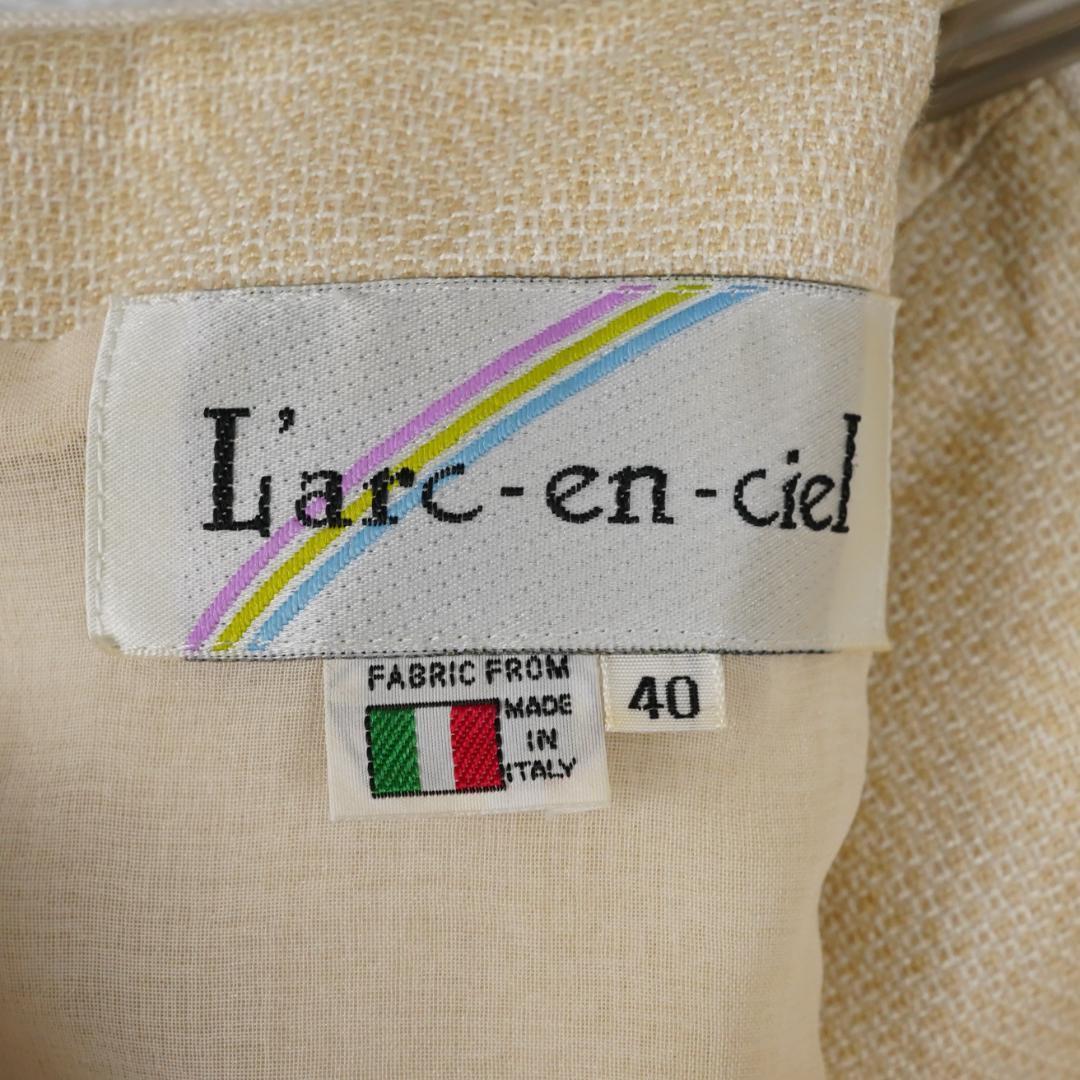 L'arc-en-ciel
FABRIC FROM
MADE
IN
ITALY
40